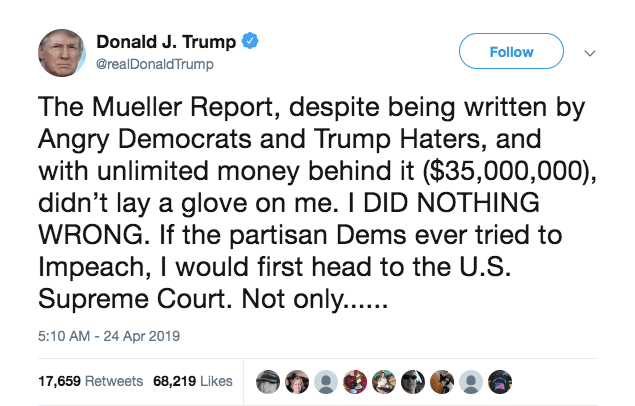 Donald J. Trump
@realDonaldTrump
Follow
The Mueller Report, despite being written by
Angry Democrats and Trump Haters, and
with unlimited money behind it ($35,000,000),
didn’t lay a glove on me. I DID NOTHING
WRONG. If the partisan Dems ever tried to
Impeach, I would first head to the U.S.
Supreme Court. Not only......
5:10 AM - 24 Apr 2019
17,659 Retweets 68,219 Likes